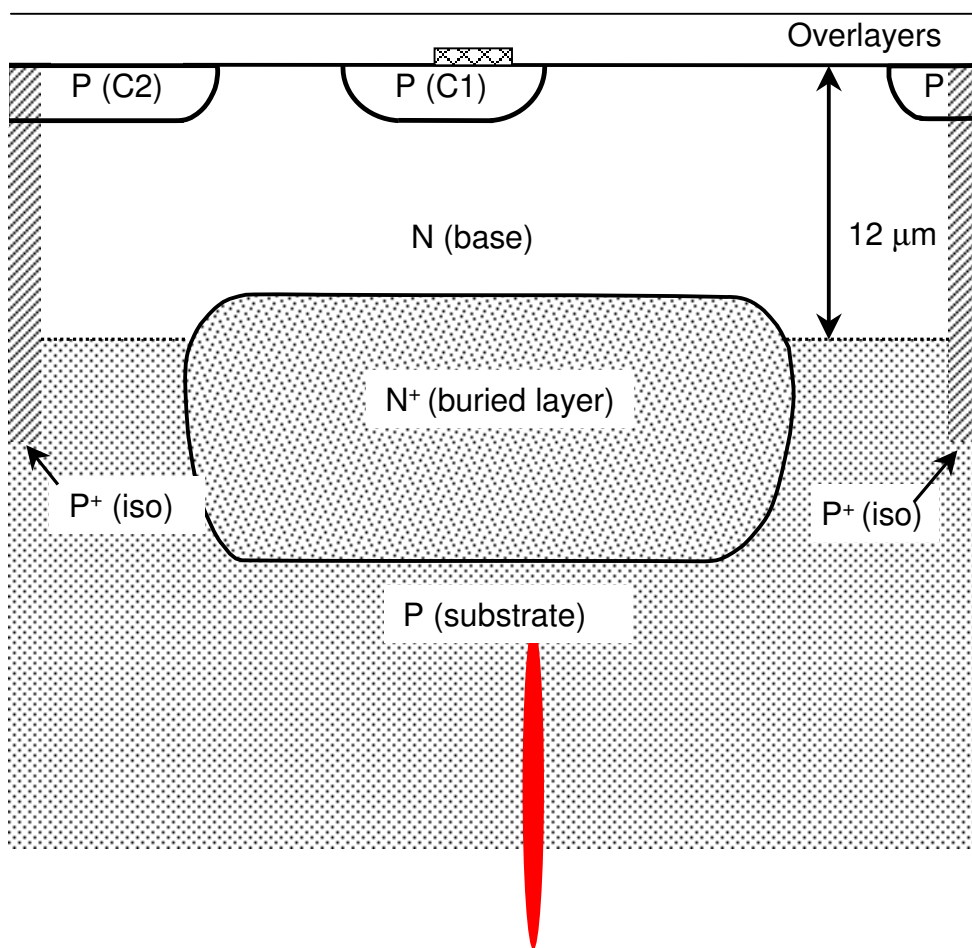 Overlayers
P (C2)
P (C1)
P
N (base)
12 μm
N⁺ (buried layer)
P⁺ (iso)
P⁺ (iso)
P (substrate)